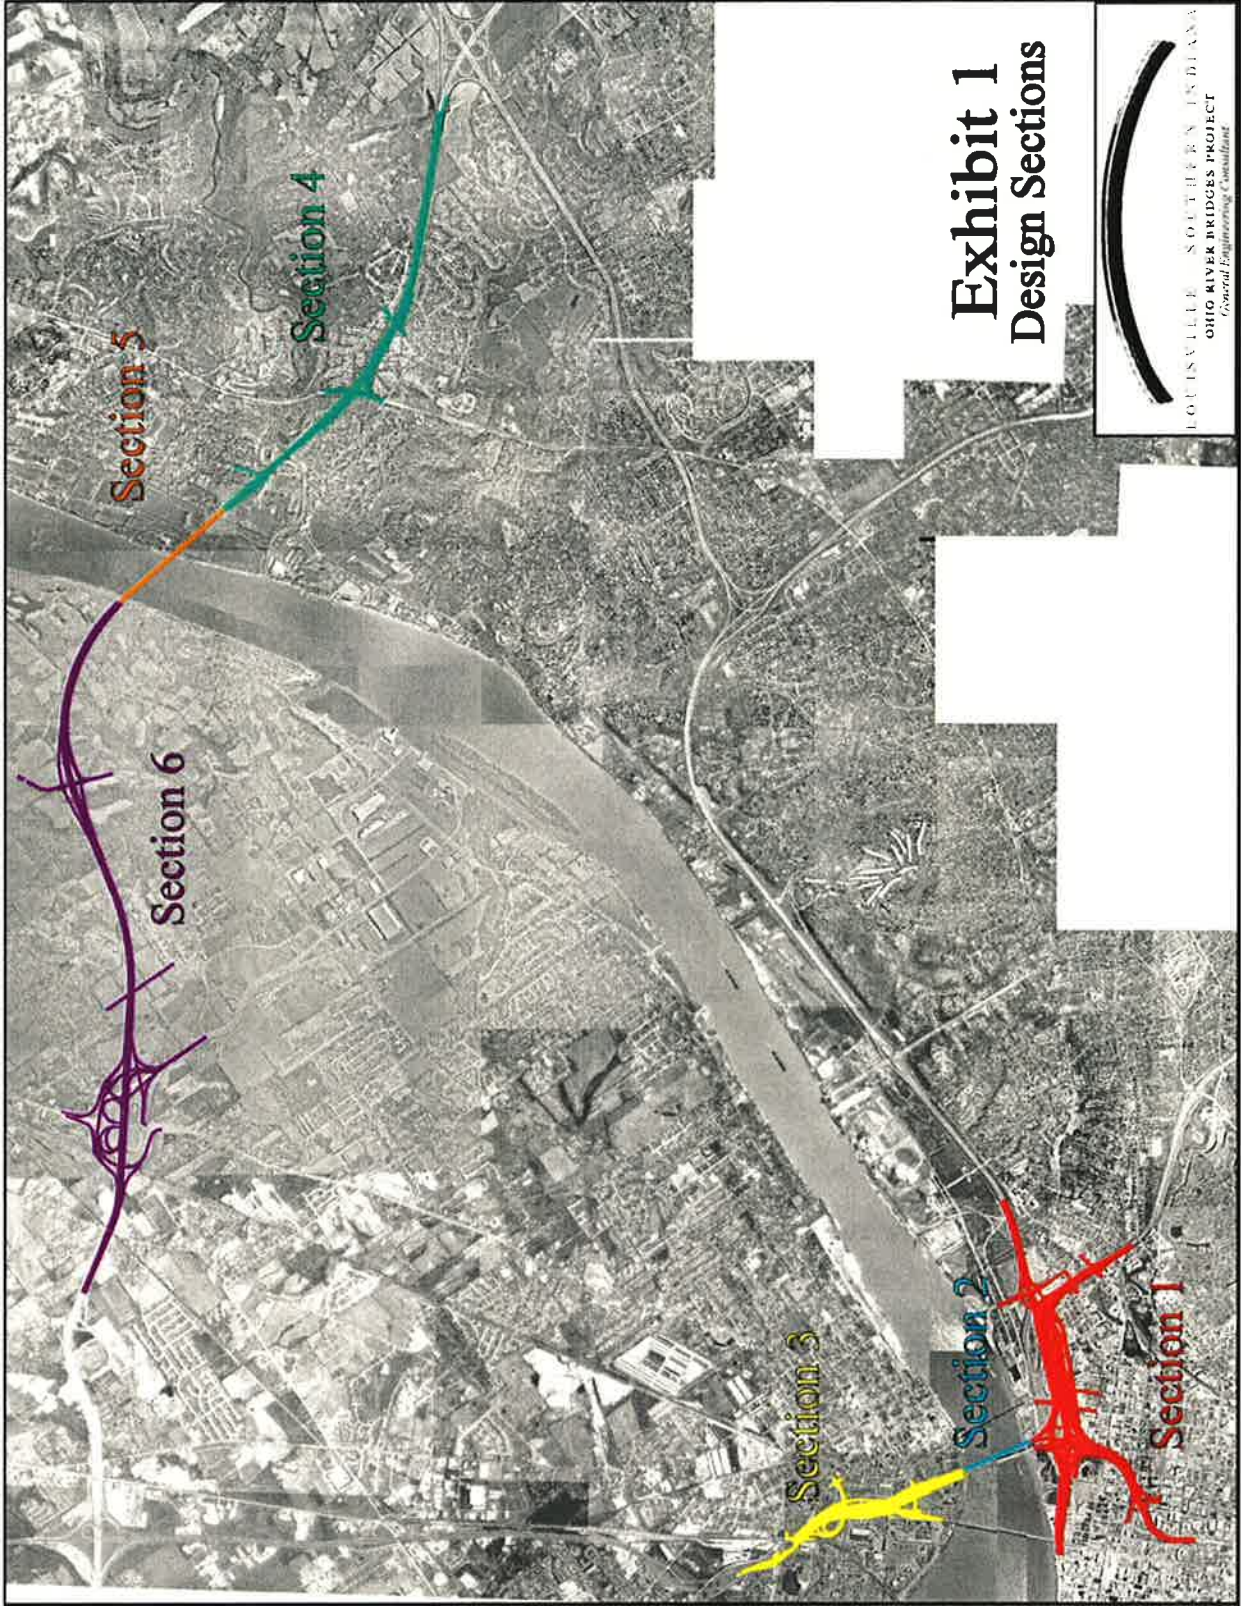 Section 5
Section 4
Section 6
Section 3
Section 2
Section 1
Exhibit 1
Design Sections
LOUISVILLE SOUTHERN INDIANA
OHIO RIVER BRIDGES PROJECT
General Engineering Consultant